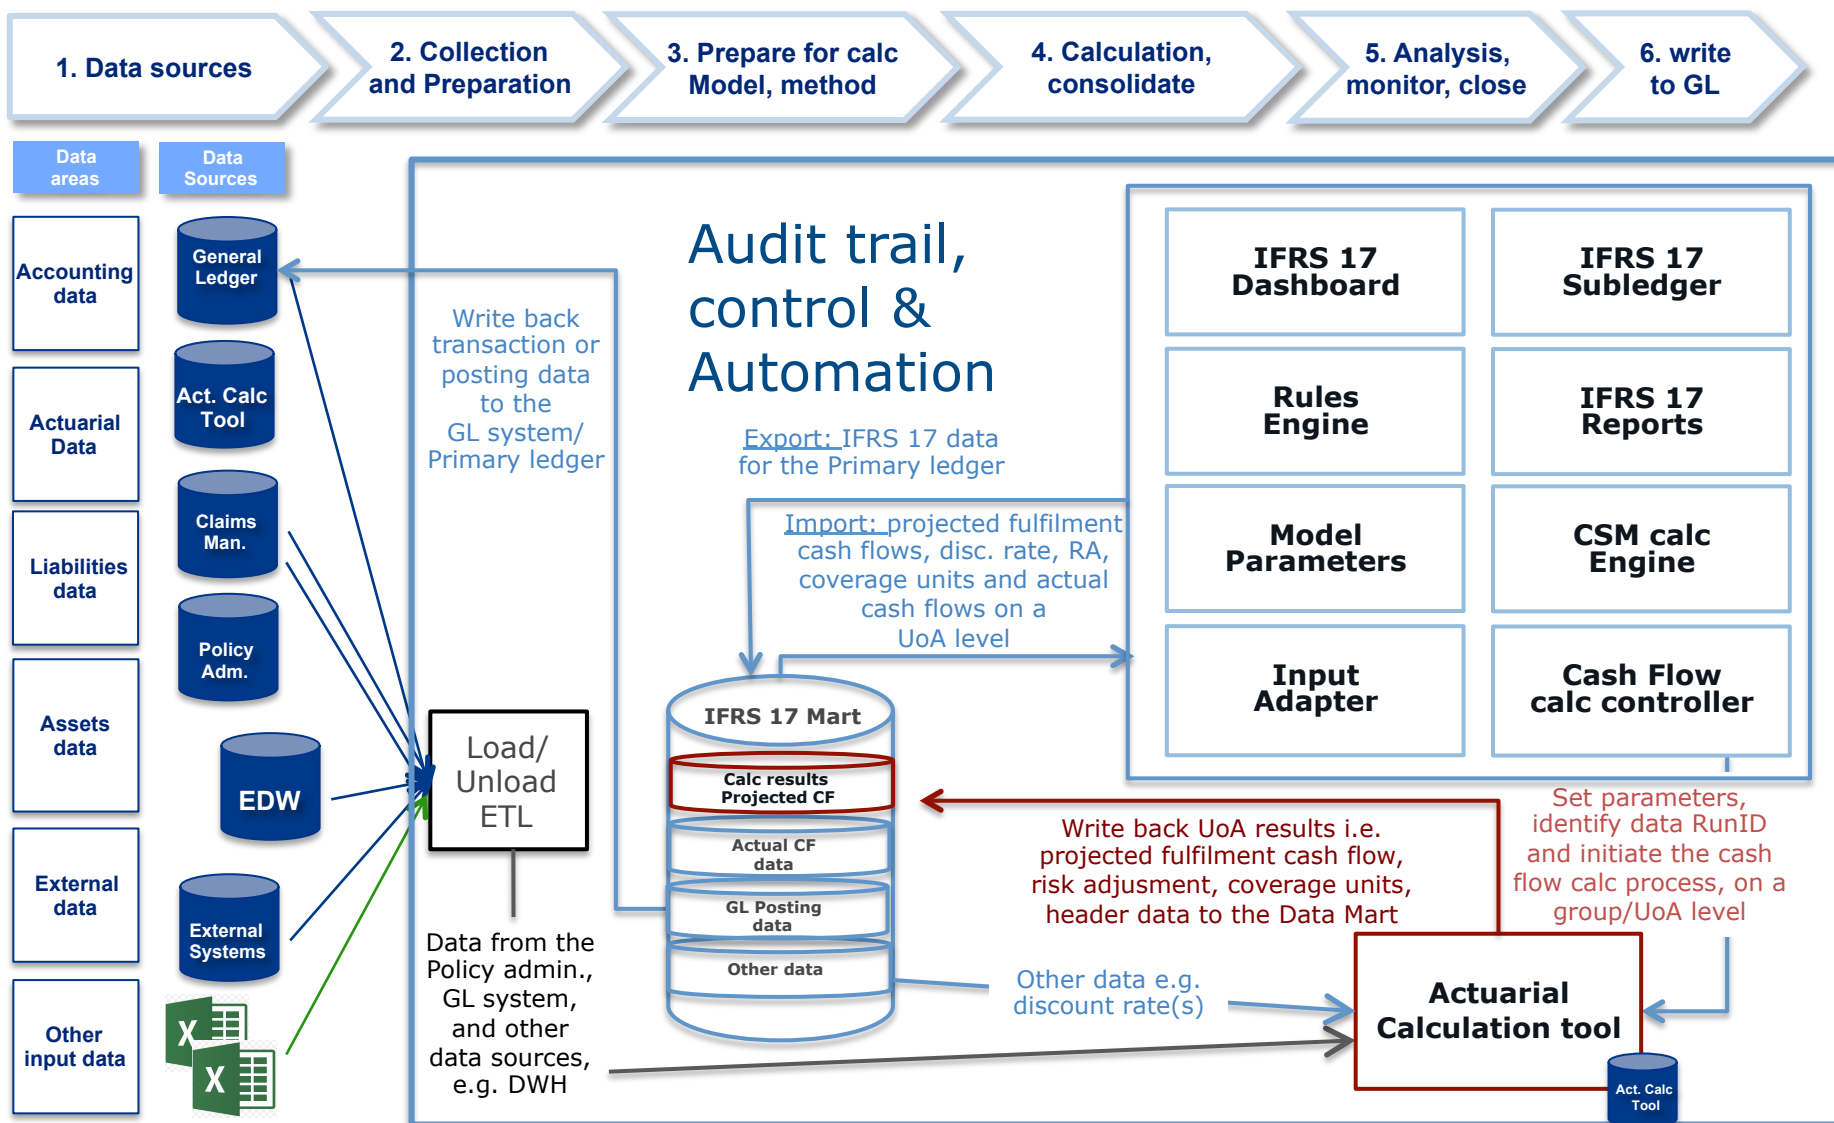 1. Data sources
2. Collection
and Preparation
3. Prepare for calc
Model, method
4. Calculation,
consolidate
5. Analysis,
monitor, close
6. write
to GL
Data
areas
Data
Sources
Accounting
data
Actuarial
Data
Liabilities
data
Assets
data
External
data
Other
input data
General
Ledger
Act. Calc
Tool
Claims
Man.
Policy
Adm.
EDW
External
Systems
X
X
Write back
transaction or
posting data
to the
GL system/
Primary ledger
Load/
Unload
ETL
Data from the
Policy admin.,
GL system,
and other
data sources,
e.g. DWH
Audit trail,
control &
Automation
Export: IFRS 17 data
for the Primary ledger
Import: projected fulfilment
cash flows, disc. rate, RA,
coverage units and actual
cash flows on a
UoA level
IFRS 17 Mart
Calc results
Projected CF
Actual CF
data
GL Posting
data
Other data
IFRS 17
Dashboard
IFRS 17
Subledger
Rules
Engine
IFRS 17
Reports
Model
Parameters
CSM calc
Engine
Input
Adapter
Cash Flow
calc controller
Write back UoA results i.e.
projected fulfilment cash flow,
risk adjusment, coverage units,
header data to the Data Mart
Set parameters,
identify data RunID
and initiate the cash
flow calc process, on a
group/UoA level
Other data e.g.
discount rate(s)
Actuarial
Calculation tool
Act. Calc
Tool